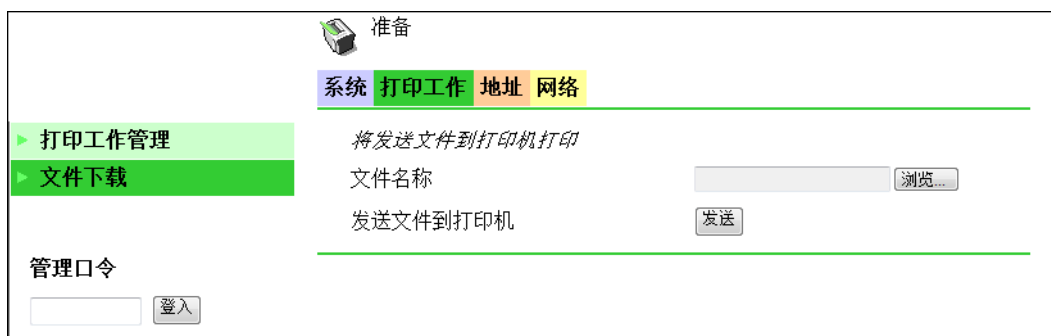 准备
系统 打印工作 地址 网络
打印工作管理
文件下载
管理口令
登入
将发送文件到打印机打印
文件名称 浏览...
发送文件到打印机 发送